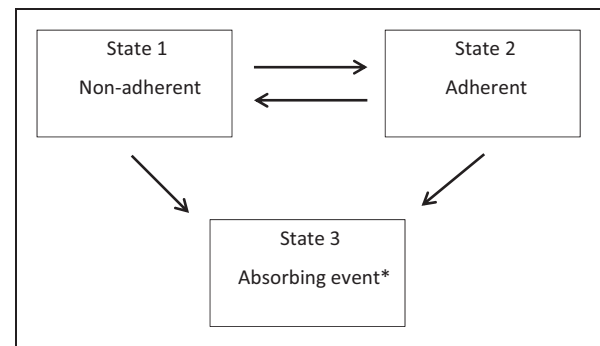 State 1
Non-adherent
State 2
Adherent
State 3
Absorbing event*